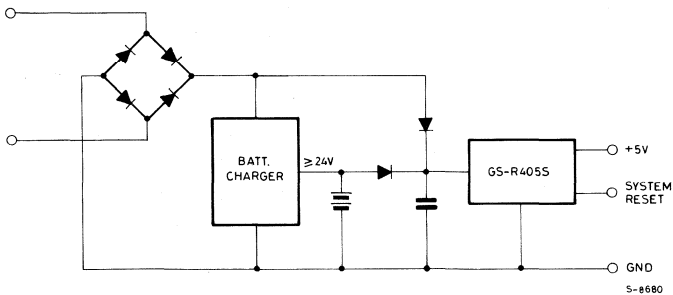 BATT.
CHARGER
≥24V
GS-R405S
+5V
SYSTEM
RESET
GND
S-8680